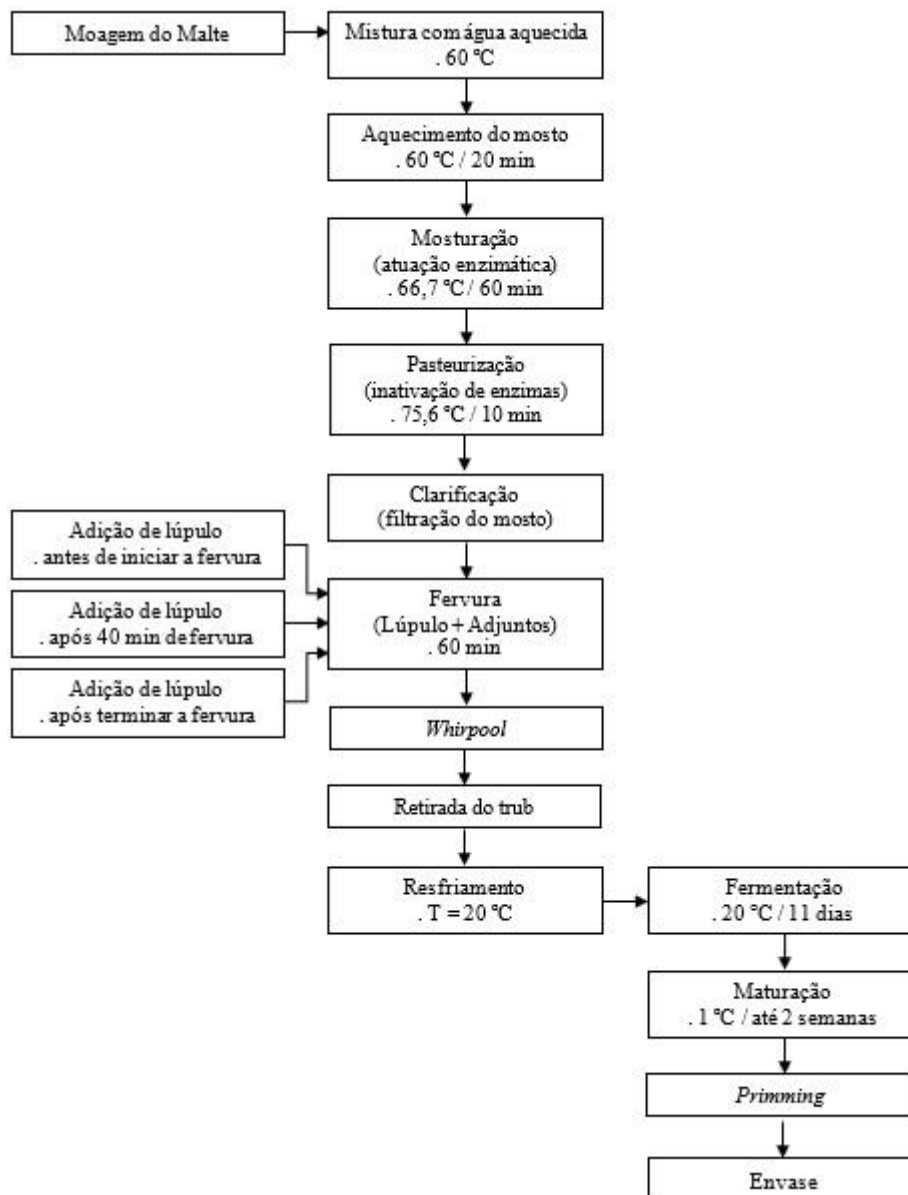 Moagem do Malte
Mistura com água aquecida
. 60 °C
Aquecimento do mosto
. 60 °C / 20 min
Mosturação
(atuação enzimática)
. 66,7 °C / 60 min
Pasteurização
(inativação de enzimas)
. 75,6 °C / 10 min
Clarificação
(filtração do mosto)
Adição de lúpulo
. antes de iniciar a fervura
Adição de lúpulo
. após 40 min de fervura
Adição de lúpulo
. após terminar a fervura
Fervura
(Lúpulo + Adjuntos)
. 60 min
Whirpool
Retirada do trub
Resfriamento
. T = 20 °C
Fermentação
. 20 °C / 11 dias
Maturação
. 1 °C / até 2 semanas
Primming
Envase